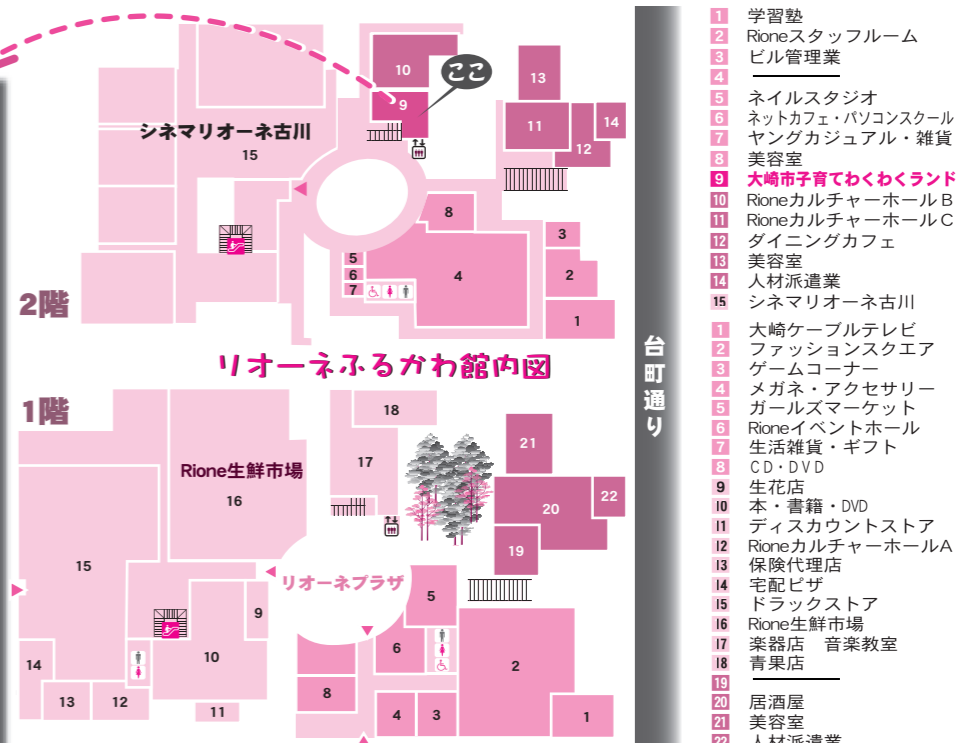 ここ
10
9
13
11
14
12
シネマリオーネ古川
15
8
3
5
6
7
4
2
1
2階
リオーネふるかわ館内図
1階
台町通り
18
17
21
Rione生鮮市場
16
20
22
19
15
リオーネプラザ
5
9
6
10
2
14
13
12
11
8
4
3
1
1 学習塾
2 Rioneスタッフルーム
3 ビル管理業
4
5 ネイルスタジオ
6 ネットカフェ・パソコンスクール
7 ヤングカジュアル・雑貨
8 美容室
9 大崎市子育てわくわくランド
10 RioneカルチャーホールB
11 RioneカルチャーホールC
12 ダイニングカフェ
13 美容室
14 人材派遣業
15 シネマリオーネ古川
1 大崎ケーブルテレビ
2 ファッションスクエア
3 ゲームコーナー
4 メガネ・アクセサリー
5 ガールズマーケット
6 Rioneイベントホール
7 生活雑貨・ギフト
8 CD・DVD
9 生花店
10 本・書籍・DVD
11 ディスカウントストア
12 RioneカルチャーホールA
13 保険代理店
14 宅配ピザ
15 ドラックストア
16 Rione生鮮市場
17 楽器店 音楽教室
18 青果店
19
20 居酒屋
21 美容室
22 人材派遣業